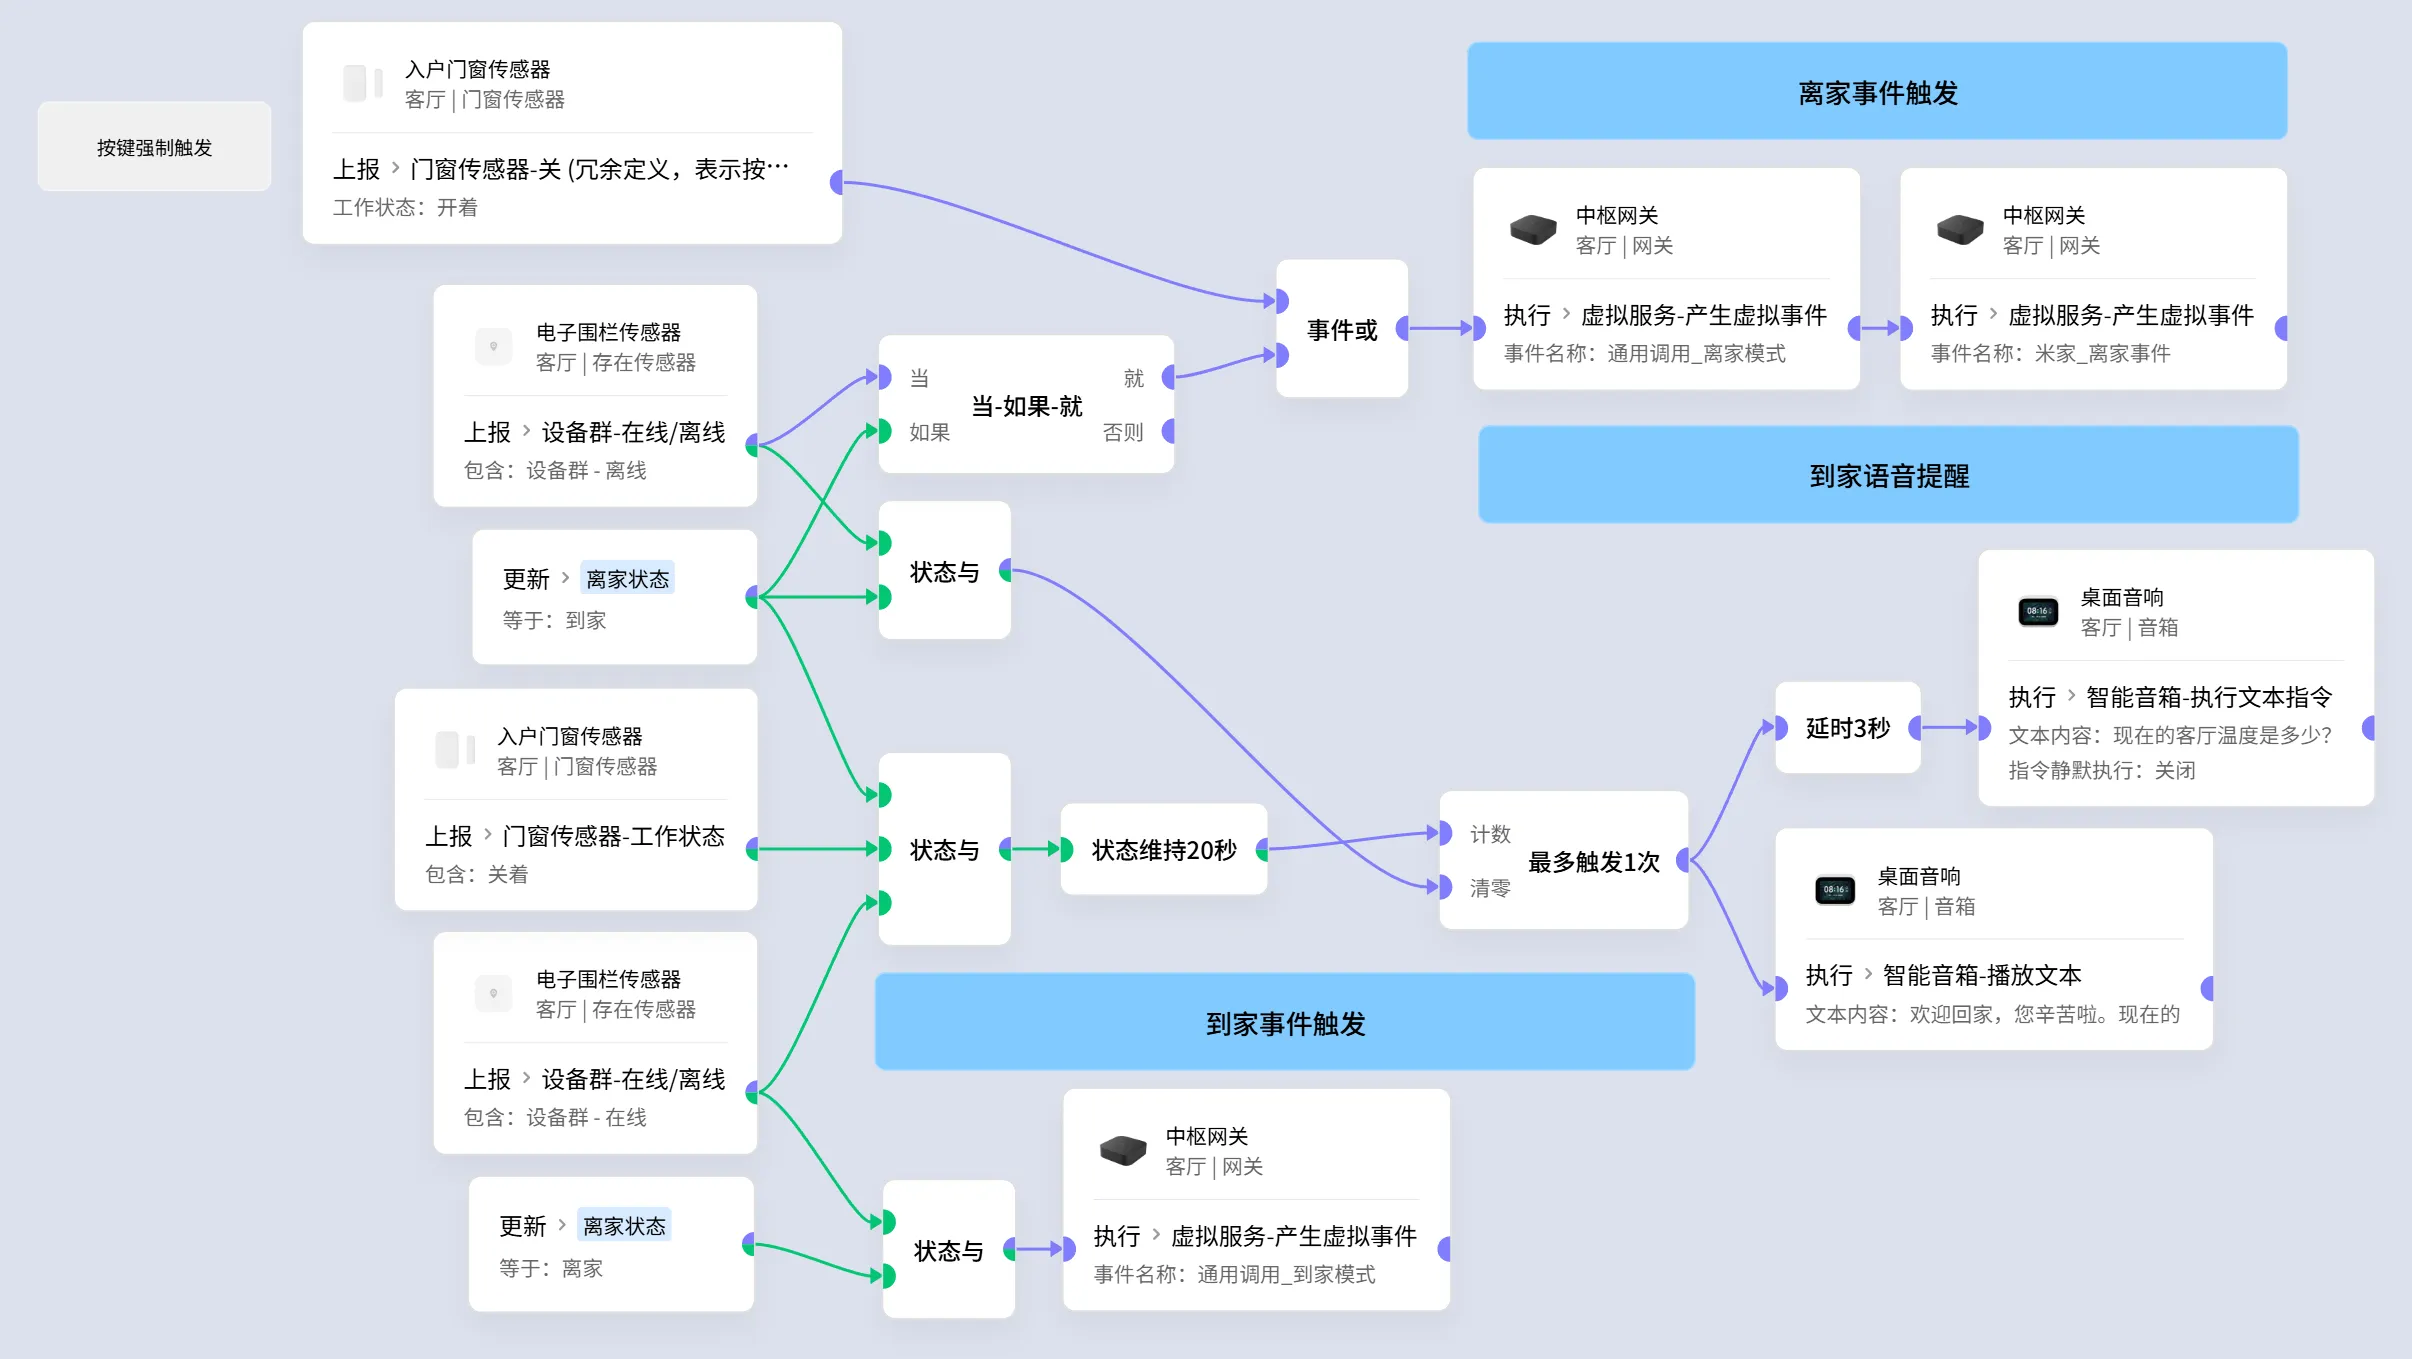 按键强制触发
入户门窗传感器
客厅 | 门窗传感器
上报 › 门窗传感器-关 (冗余定义，表示按…
工作状态：开着
离家事件触发
中枢网关
客厅 | 网关
执行 › 虚拟服务-产生虚拟事件
事件名称：通用调用_离家模式
中枢网关
客厅 | 网关
执行 › 虚拟服务-产生虚拟事件
事件名称：米家_离家事件
事件或
电子围栏传感器
客厅 | 存在传感器
上报 › 设备群-在线/离线
包含：设备群 - 离线
当
如果
当-如果-就
就
否则
到家语音提醒
更新 › 离家状态
等于：到家
状态与
桌面音响
客厅 | 音箱
执行 › 智能音箱-执行文本指令
文本内容：现在的客厅温度是多少？
指令静默执行：关闭
延时3秒
入户门窗传感器
客厅 | 门窗传感器
上报 › 门窗传感器-工作状态
包含：关着
状态与
状态维持20秒
计数
清零
最多触发1次
桌面音响
客厅 | 音箱
执行 › 智能音箱-播放文本
文本内容：欢迎回家，您辛苦啦。现在的
电子围栏传感器
客厅 | 存在传感器
上报 › 设备群-在线/离线
包含：设备群 - 在线
到家事件触发
更新 › 离家状态
等于：离家
状态与
中枢网关
客厅 | 网关
执行 › 虚拟服务-产生虚拟事件
事件名称：通用调用_到家模式
08:16
08:16